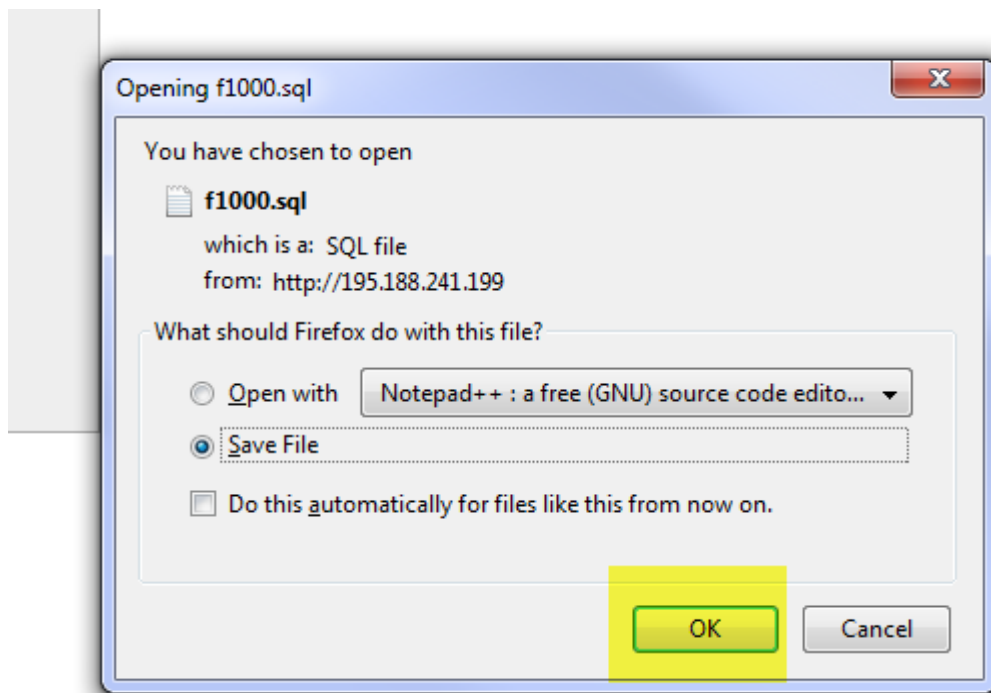 Opening f1000.sql
You have chosen to open
f1000.sql
which is a: SQL file
from: http://195.188.241.199
What should Firefox do with this file?
Open with Notepad++ : a free (GNU) source code edito...
Save File
Do this automatically for files like this from now on.
OK Cancel